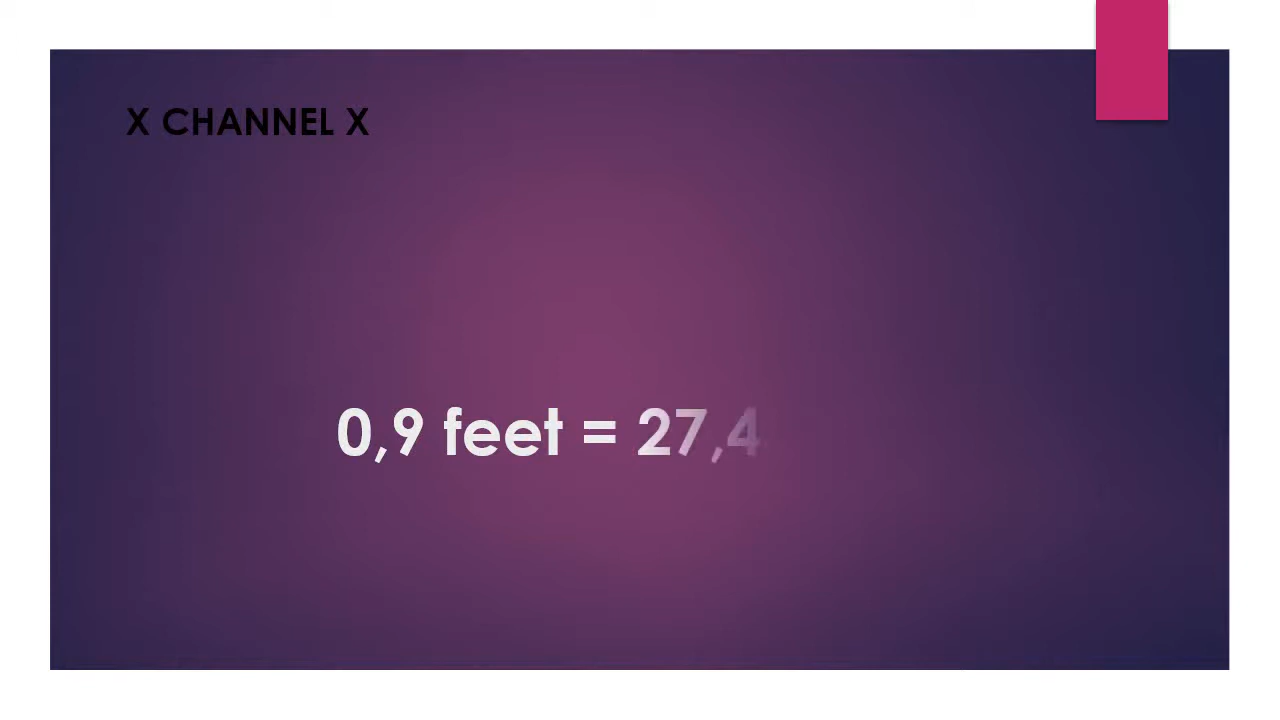 X CHANNEL X
0,9 feet = 27,4